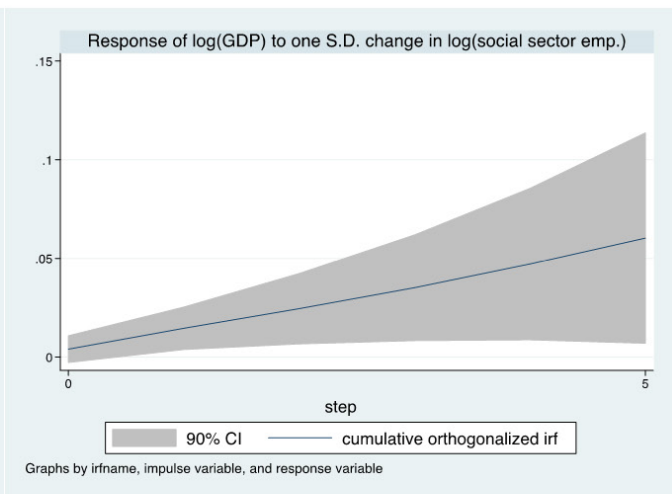 Response of log(GDP) to one S.D. change in log(social sector emp.)
.15
.1
.05
0
0
5
step
90% CI
cumulative orthogonalized irf
Graphs by irfname, impulse variable, and response variable